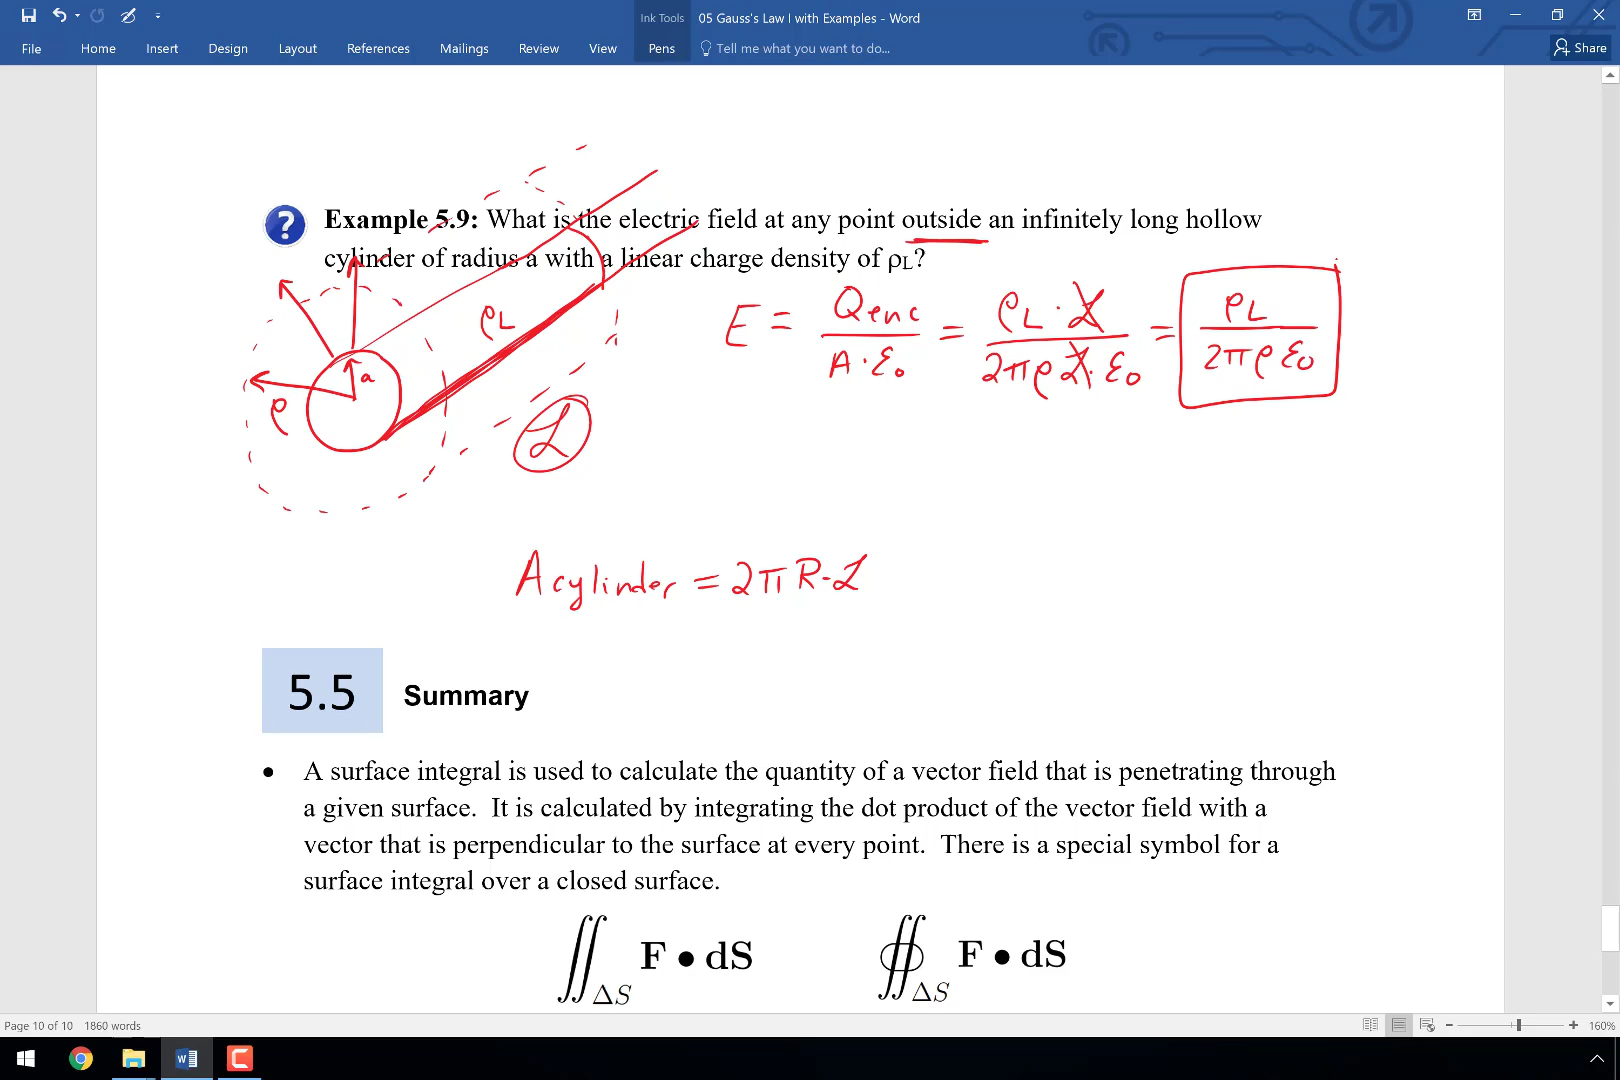 Ink Tools
05 Gauss's Law I with Examples - Word
File Home Insert Design Layout References Mailings Review View Pens Tell me what you want to do... Share
Example 5.9: What is the electric field at any point outside an infinitely long hollow
cylinder of radius a with a linear charge density of ρL?
ρL
a
ρ
L
E = Qenc / A·ε₀ = ρL·L / 2πρL·ε₀ = ρL / 2πρε₀
Acylinder = 2πR·L
5.5 Summary
• A surface integral is used to calculate the quantity of a vector field that is penetrating through
a given surface. It is calculated by integrating the dot product of the vector field with a
vector that is perpendicular to the surface at every point. There is a special symbol for a
surface integral over a closed surface.
∬ΔS F • dS ∯ΔS F • dS
Page 10 of 10 1860 words 160%